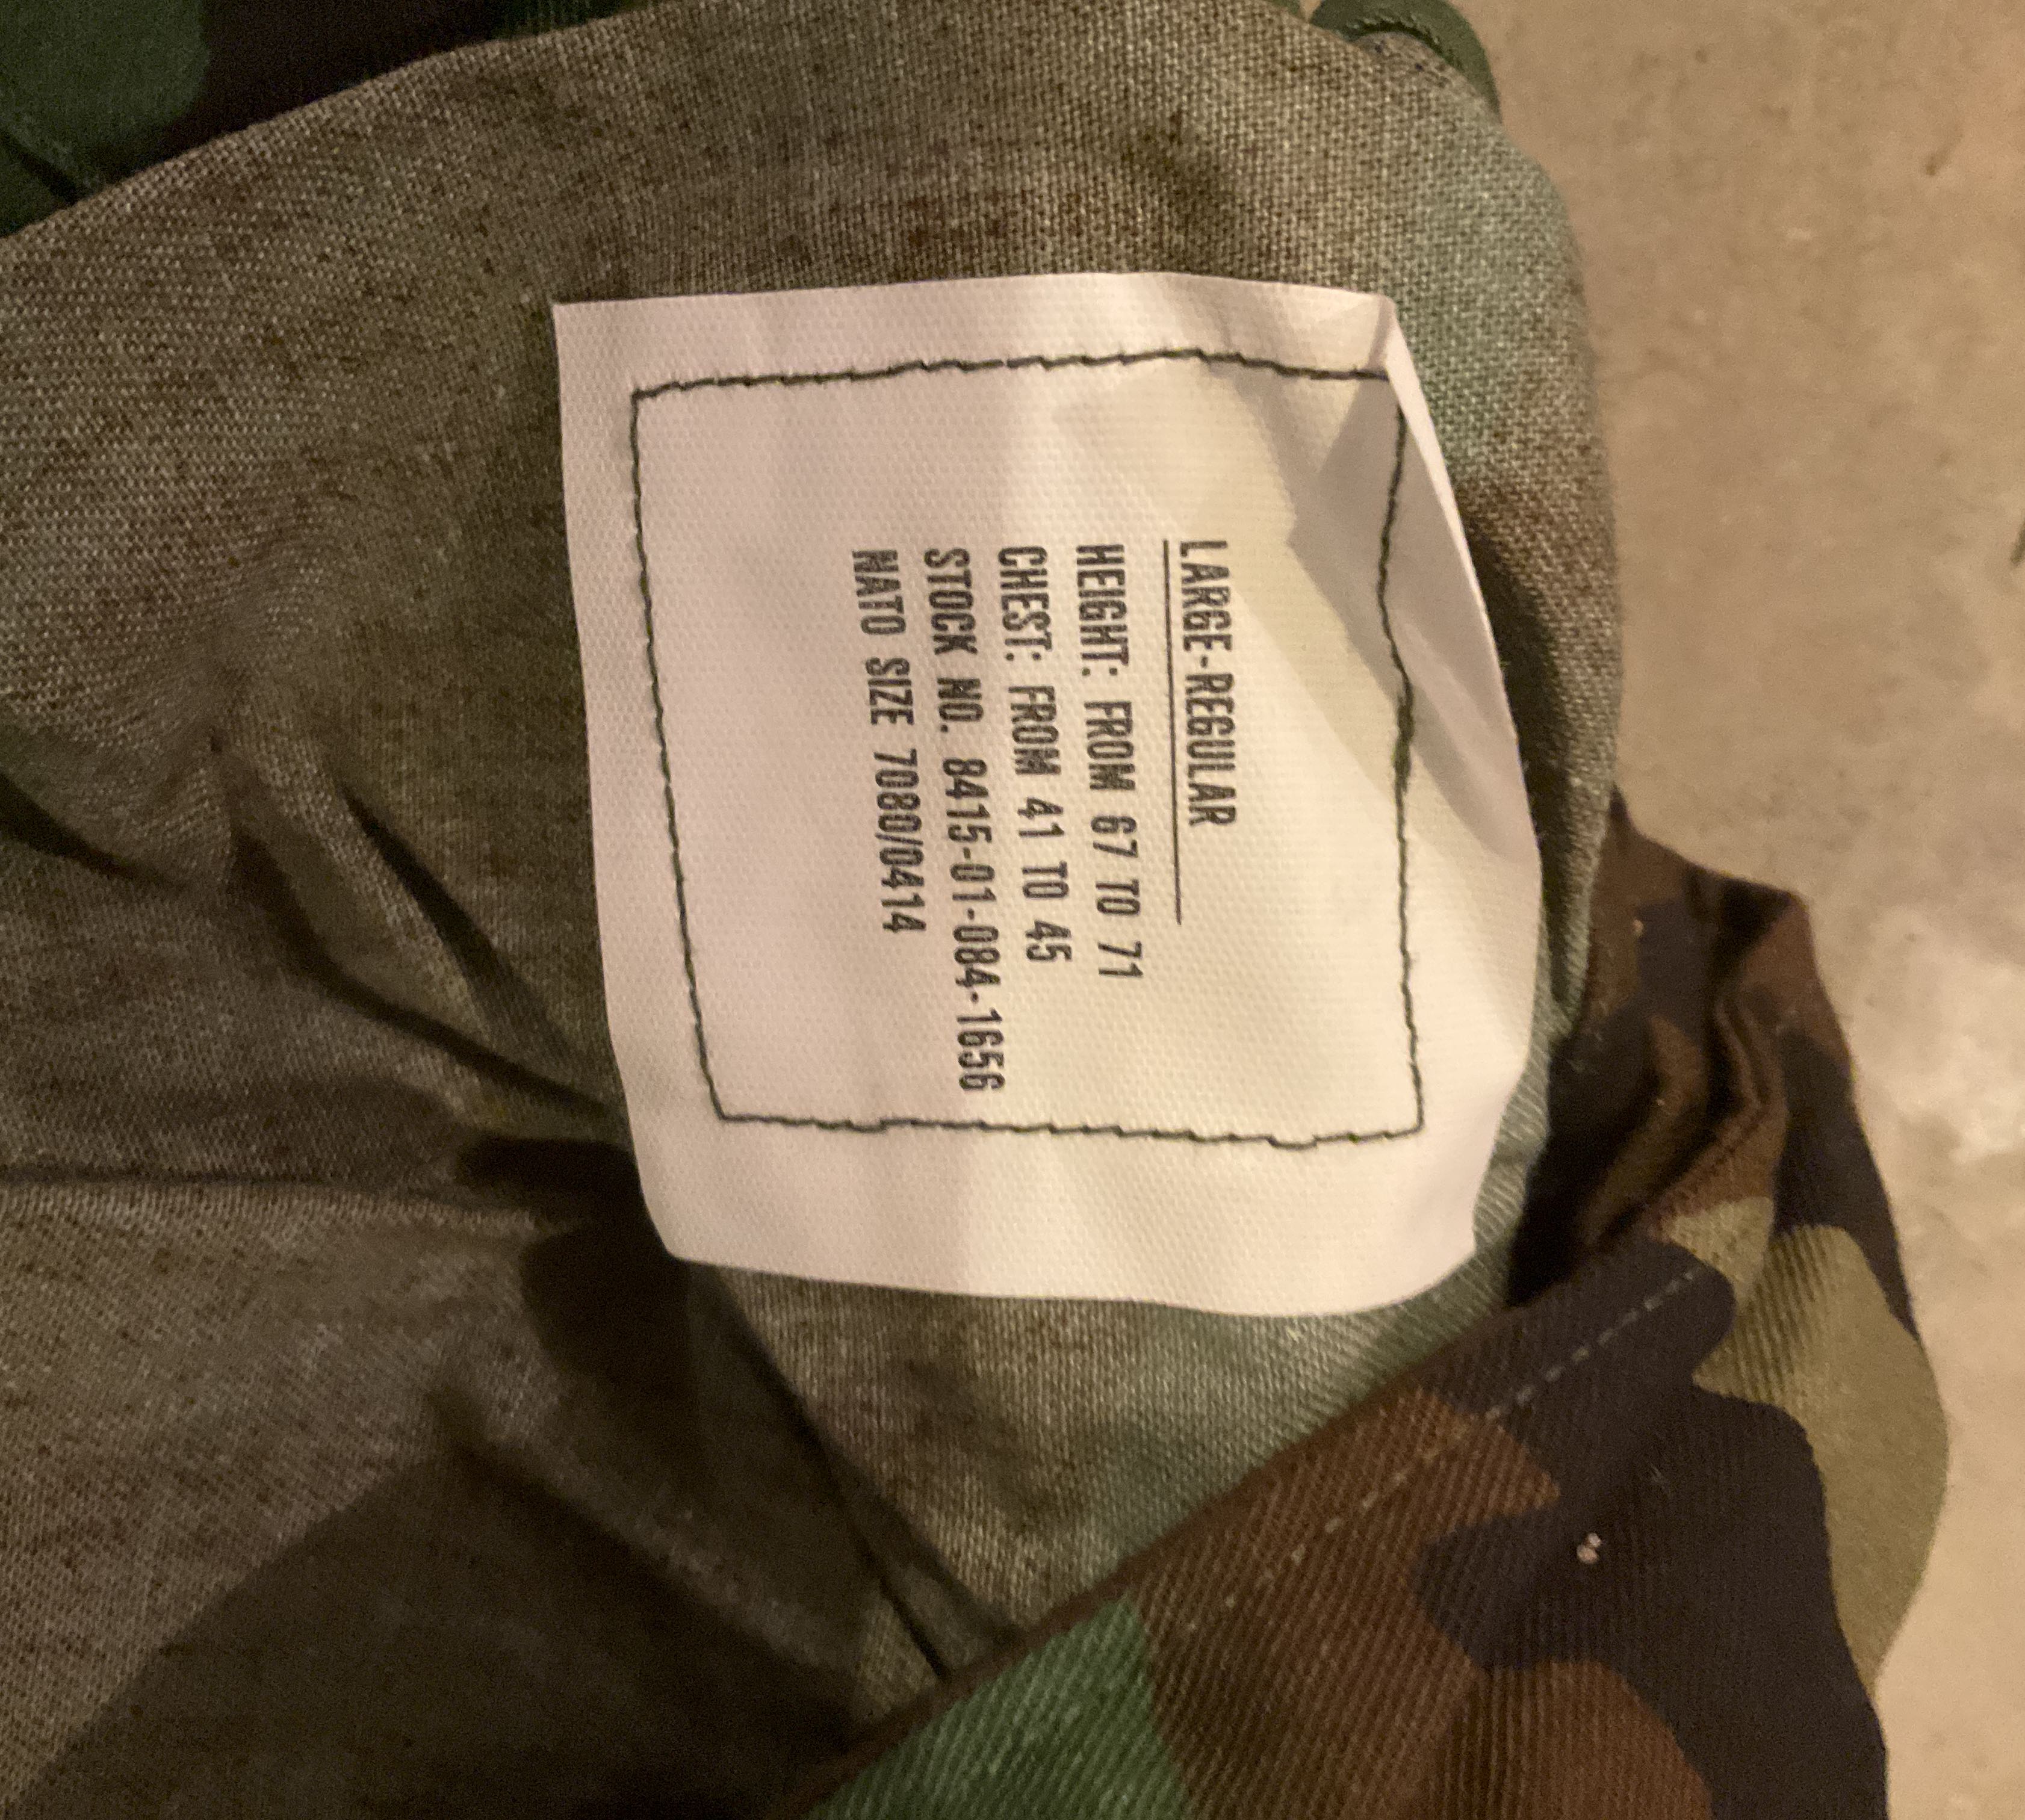 LARGE-REGULAR
HEIGHT: FROM 67 TO 71
CHEST: FROM 41 TO 45
STOCK NO. 8415-01-084-1656
NATO SIZE 7080/0414